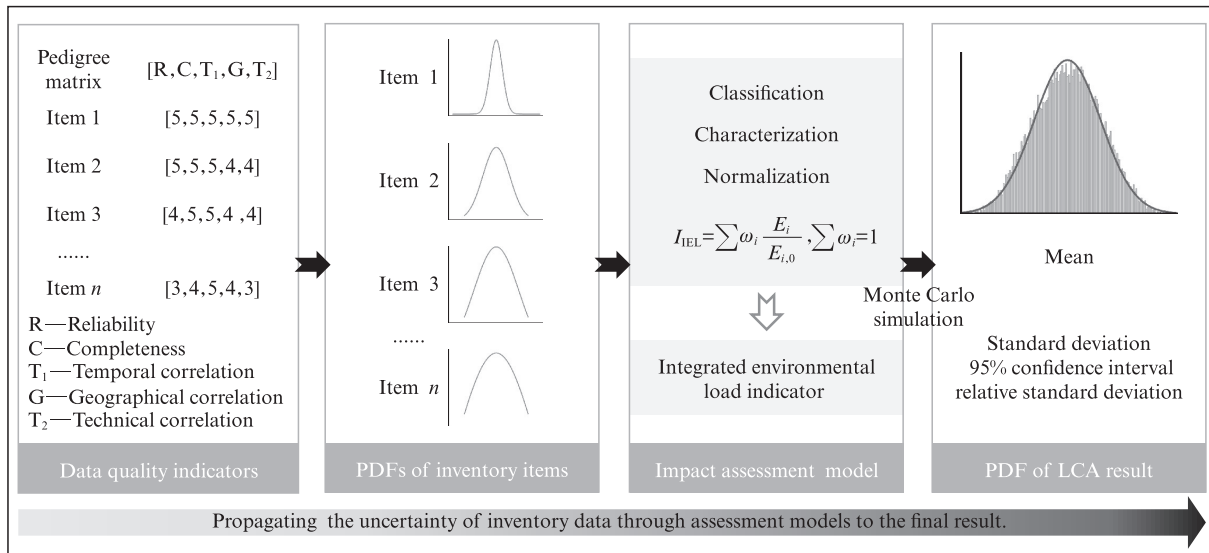 Pedigree
matrix
[R,C,T₁,G,T₂]
Item 1
[5,5,5,5,5]
Item 2
[5,5,5,4,4]
Item 3
[4,5,5,4 ,4]
......
Item n
[3,4,5,4,3]
R—Reliability
C—Completeness
T₁—Temporal correlation
G—Geographical correlation
T₂—Technical correlation
Data quality indicators
Item 1
Item 2
Item 3
......
Item n
PDFs of inventory items
Classification
Characterization
Normalization
I_IEL=∑ω_i E_i/E_i,0 ,∑ω_i=1
Integrated environmental
load indicator
Impact assessment model
Monte Carlo
simulation
Mean
Standard deviation
95% confidence interval
relative standard deviation
PDF of LCA result
Propagating the uncertainty of inventory data through assessment models to the final result.